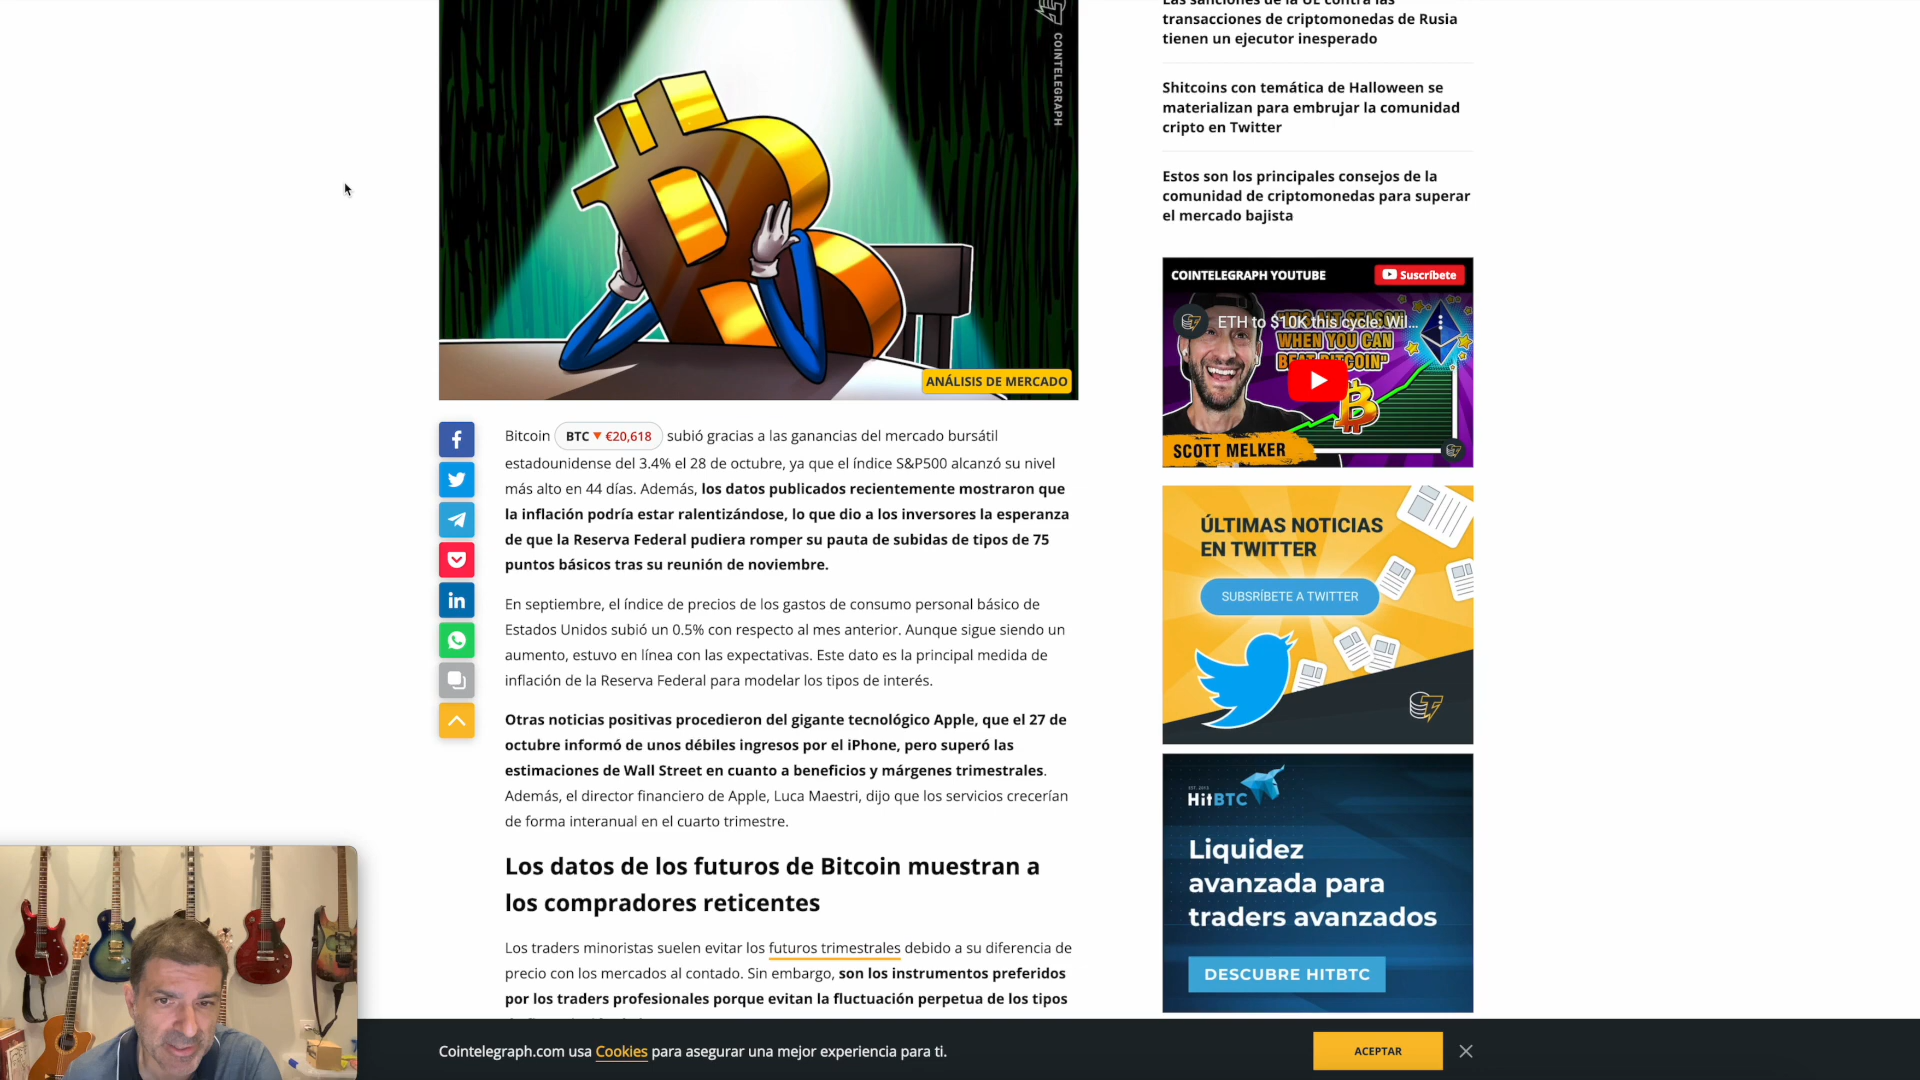 COINTELEGRAPH
ANÁLISIS DE MERCADO
Bitcoin BTC ▼ €20,618 subió gracias a las ganancias del mercado bursátil
estadounidense del 3.4% el 28 de octubre, ya que el índice S&P500 alcanzó su nivel
más alto en 44 días. Además, los datos publicados recientemente mostraron que
la inflación podría estar ralentizándose, lo que dio a los inversores la esperanza
de que la Reserva Federal pudiera romper su pauta de subidas de tipos de 75
puntos básicos tras su reunión de noviembre.
En septiembre, el índice de precios de los gastos de consumo personal básico de
Estados Unidos subió un 0.5% con respecto al mes anterior. Aunque sigue siendo un
aumento, estuvo en línea con las expectativas. Este dato es la principal medida de
inflación de la Reserva Federal para modelar los tipos de interés.
Otras noticias positivas procedieron del gigante tecnológico Apple, que el 27 de
octubre informó de unos débiles ingresos por el iPhone, pero superó las
estimaciones de Wall Street en cuanto a beneficios y márgenes trimestrales.
Además, el director financiero de Apple, Luca Maestri, dijo que los servicios crecerían
de forma interanual en el cuarto trimestre.
Los datos de los futuros de Bitcoin muestran a
los compradores reticentes
Los traders minoristas suelen evitar los futuros trimestrales debido a su diferencia de
precio con los mercados al contado. Sin embargo, son los instrumentos preferidos
por los traders profesionales porque evitan la fluctuación perpetua de los tipos
Las sanciones de la UE contra las
transacciones de criptomonedas de Rusia
tienen un ejecutor inesperado
Shitcoins con temática de Halloween se
materializan para embrujar la comunidad
cripto en Twitter
Estos son los principales consejos de la
comunidad de criptomonedas para superar
el mercado bajista
COINTELEGRAPH YOUTUBE
Suscríbete
ETH to $10K this cycle: Wil...
WHEN YOU CAN
BEAT BITCOIN"
SCOTT MELKER
ÚLTIMAS NOTICIAS
EN TWITTER
SUBSRÍBETE A TWITTER
HitBTC
Liquidez
avanzada para
traders avanzados
DESCUBRE HITBTC
Cointelegraph.com usa Cookies para asegurar una mejor experiencia para ti.
ACEPTAR